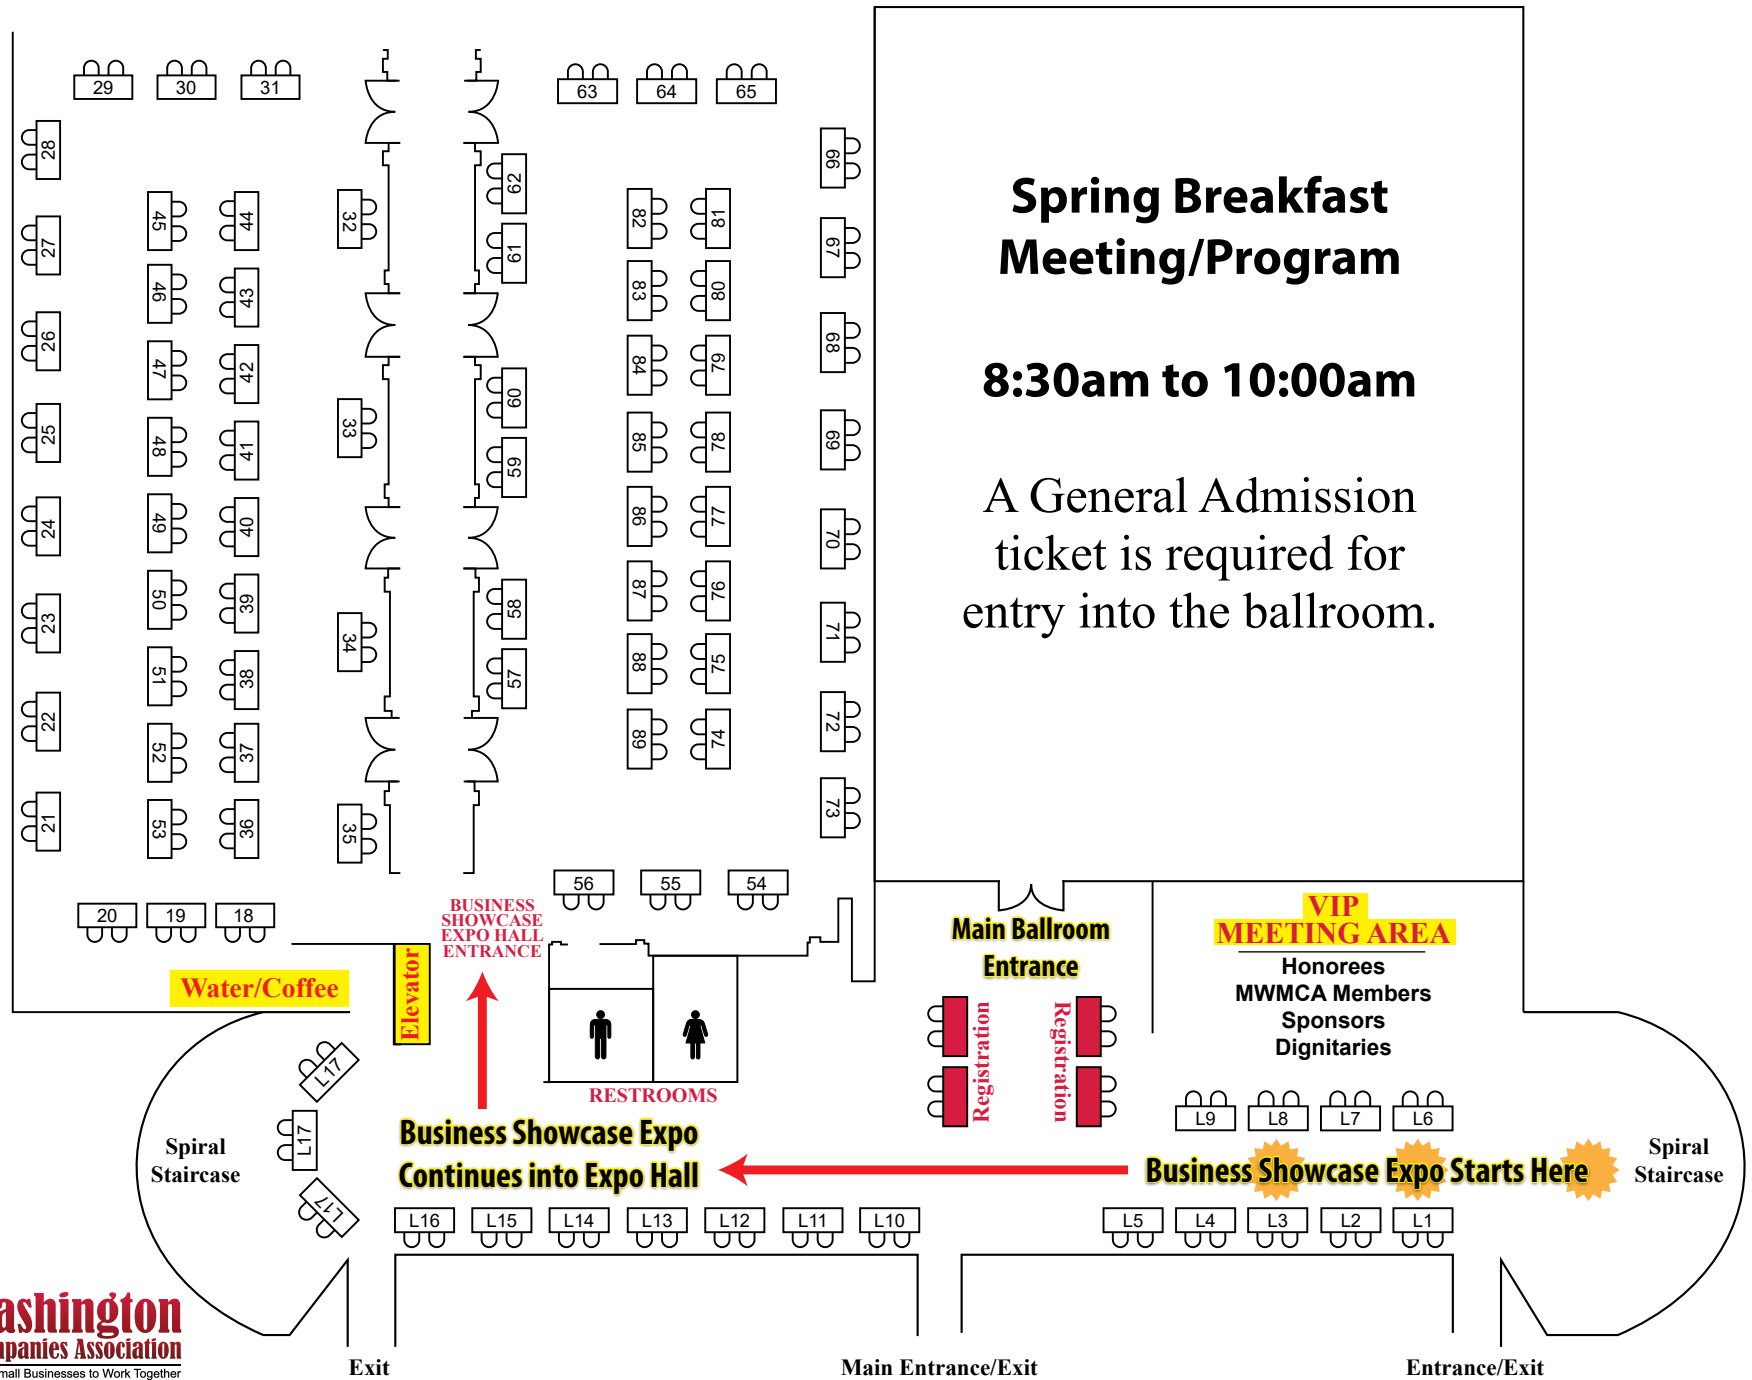 29
30
31
63
64
65
28
27
26
25
24
23
22
21
45
46
47
48
49
50
51
52
53
44
43
42
41
40
39
38
37
36
32
33
34
35
62
61
60
59
58
57
82
83
84
85
86
87
88
89
81
80
79
78
77
76
75
74
66
67
68
69
70
71
72
73
Spring Breakfast
Meeting/Program
8:30am to 10:00am
A General Admission
ticket is required for
entry into the ballroom.
56
55
54
20
19
18
BUSINESS
SHOWCASE
EXPO HALL
ENTRANCE
Water/Coffee
Elevator
RESTROOMS
Main Ballroom
Entrance
Registration
Registration
VIP
MEETING AREA
Honorees
MWMCA Members
Sponsors
Dignitaries
L17
L17
L17
Spiral
Staircase
Business Showcase Expo
Continues into Expo Hall
L9
L8
L7
L6
Business Showcase Expo Starts Here
Spiral
Staircase
L16
L15
L14
L13
L12
L11
L10
L5
L4
L3
L2
L1
ashington
mpanies Association
mall Businesses to Work Together
Exit
Main Entrance/Exit
Entrance/Exit